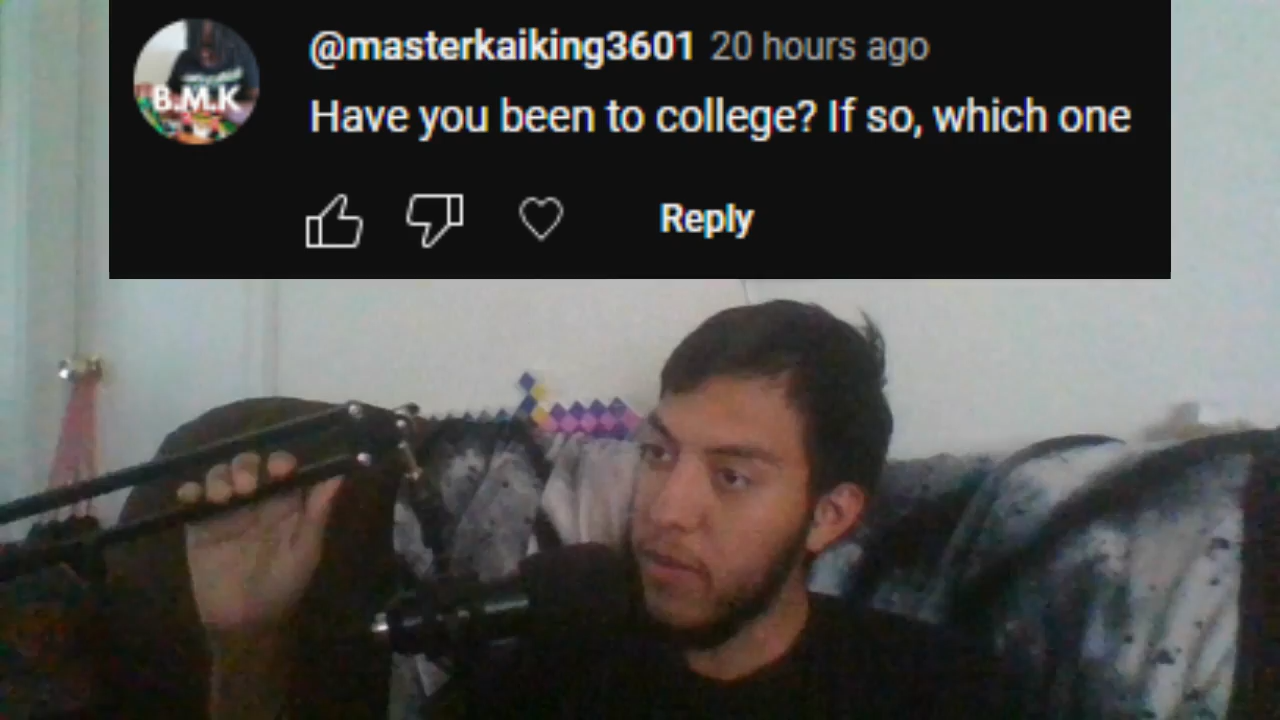 @masterkaiking3601 20 hours ago
B.M.K
Have you been to college? If so, which one
Reply